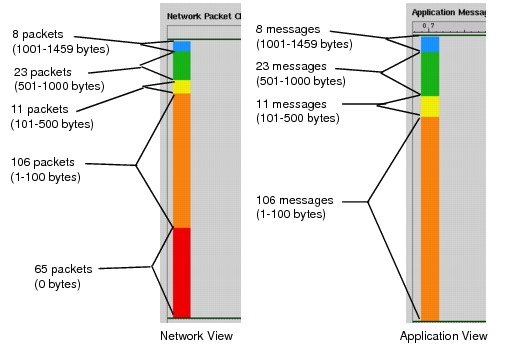 Network Packet Cl
8 packets
(1001-1459 bytes)
23 packets
(501-1000 bytes)
11 packets
(101-500 bytes)
106 packets
(1-100 bytes)
65 packets
(0 bytes)
Network View
Application Messag
0.7
8 messages
(1001-1459 bytes)
23 messages
(501-1000 bytes)
11 messages
(101-500 bytes)
106 messages
(1-100 bytes)
Application View